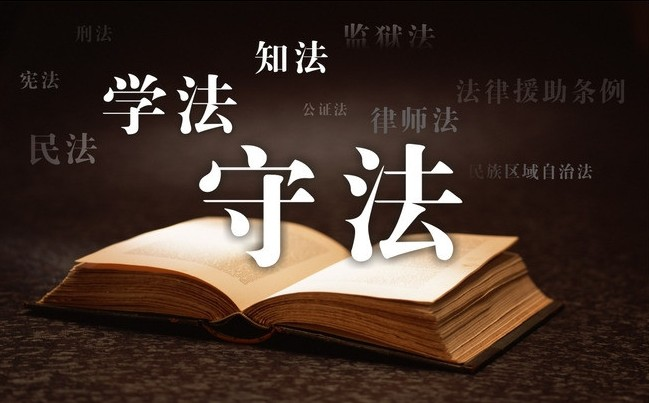 刑法
监狱法
知法
宪法
学法
法律援助条例
公证法
律师法
民法
民族区域自治法
守法